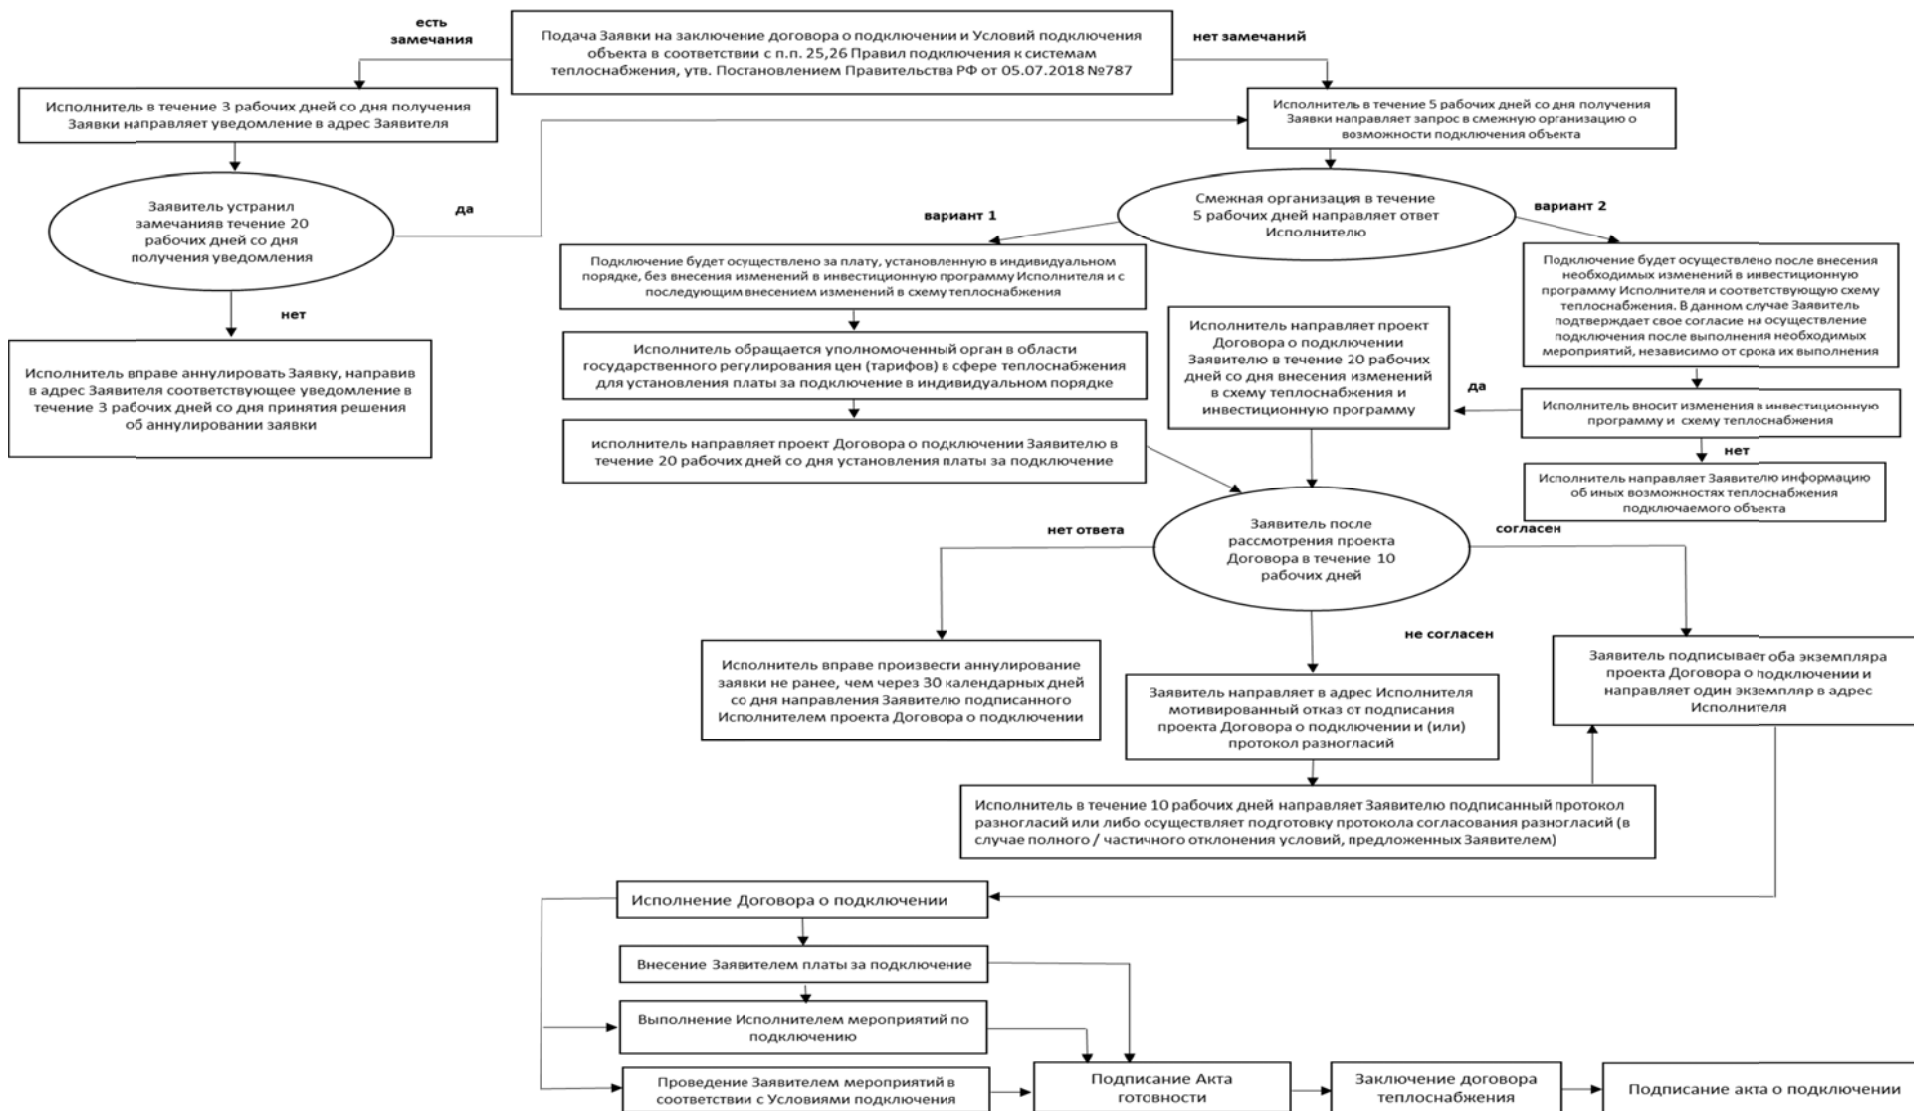 есть
замечания
Подача Заявки на заключение договора о подключении и Условий подключения
объекта в соответствии с п.п. 25,26 Правил подключения к системам
теплоснабжения, утв. Постановлением Правительства РФ от 05.07.2018 №787
нет замечаний
Исполнитель в течение 3 рабочих дней со дня получения
Заявки направляет уведомление в адрес Заявителя
Исполнитель в течение 5 рабочих дней со дня получения
Заявки направляет запрос в смежную организацию о
возможности подключения объекта
Заявитель устранил
замечанияв течение 20
рабочих дней со дня
получения уведомления
да
Смежная организация в течение
5 рабочих дней направляет ответ
Исполнителю
вариант 1
вариант 2
Подключение будет осуществлено за плату, установленную в индивидуальном
порядке, без внесения изменений в инвестиционную программу Исполнителя и с
последующим внесением изменений в схему теплоснабжения
Подключение будет осуществлено после внесения
необходимых изменений в инвестиционную
программу Исполнителя и соответствующую схему
теплоснабжения. В данном случае Заявитель
подтверждает свое согласие на осуществление
подключения после выполнения необходимых
мероприятий, независимо от срока их выполнения
нет
Исполнитель вправе аннулировать Заявку, направив
в адрес Заявителя соответствующее уведомление в
течение 3 рабочих дней со дня принятия решения
об аннулировании заявки
Исполнитель обращается уполномоченный орган в области
государственного регулирования цен (тарифов) в сфере теплоснабжения
для установления платы за подключение в индивидуальном порядке
Исполнитель направляет проект
Договора о подключении
Заявителю в течение 20 рабочих
дней со дня внесения изменений
в схему теплоснабжения и
инвестиционную программу
да
Исполнитель вносит изменения в инвестиционную
программу и схему теплоснабжения
исполнитель направляет проект Договора о подключении Заявителю в
течение 20 рабочих дней со дня установления платы за подключение
нет
Исполнитель направляет Заявителю информацию
об иных возможностях теплоснабжения
подключаемого объекта
нет ответа
Заявитель после
рассмотрения проекта
Договора в течение 10
рабочих дней
согласен
не согласен
Исполнитель вправе произвести аннулирование
заявки не ранее, чем через 30 календарных дней
со дня направления Заявителю подписанного
Исполнителем проекта Договора о подключении
Заявитель направляет в адрес Исполнителя
мотивированный отказ от подписания
проекта Договора о подключении и (или)
протокол разногласий
Заявитель подписывает оба экземпляра
проекта Договора о подключении и
направляет один экземпляр в адрес
Исполнителя
Исполнитель в течение 10 рабочих дней направляет Заявителю подписанный протокол
разногласий или либо осуществляет подготовку протокола согласования разногласий (в
случае полного / частичного отклонения условий, предложенных Заявителем)
Исполнение Договора о подключении
Внесение Заявителем платы за подключение
Выполнение Исполнителем мероприятий по
подключению
Проведение Заявителем мероприятий в
соответствии с Условиями подключения
Подписание Акта
готовности
Заключение договора
теплоснабжения
Подписание акта о подключении